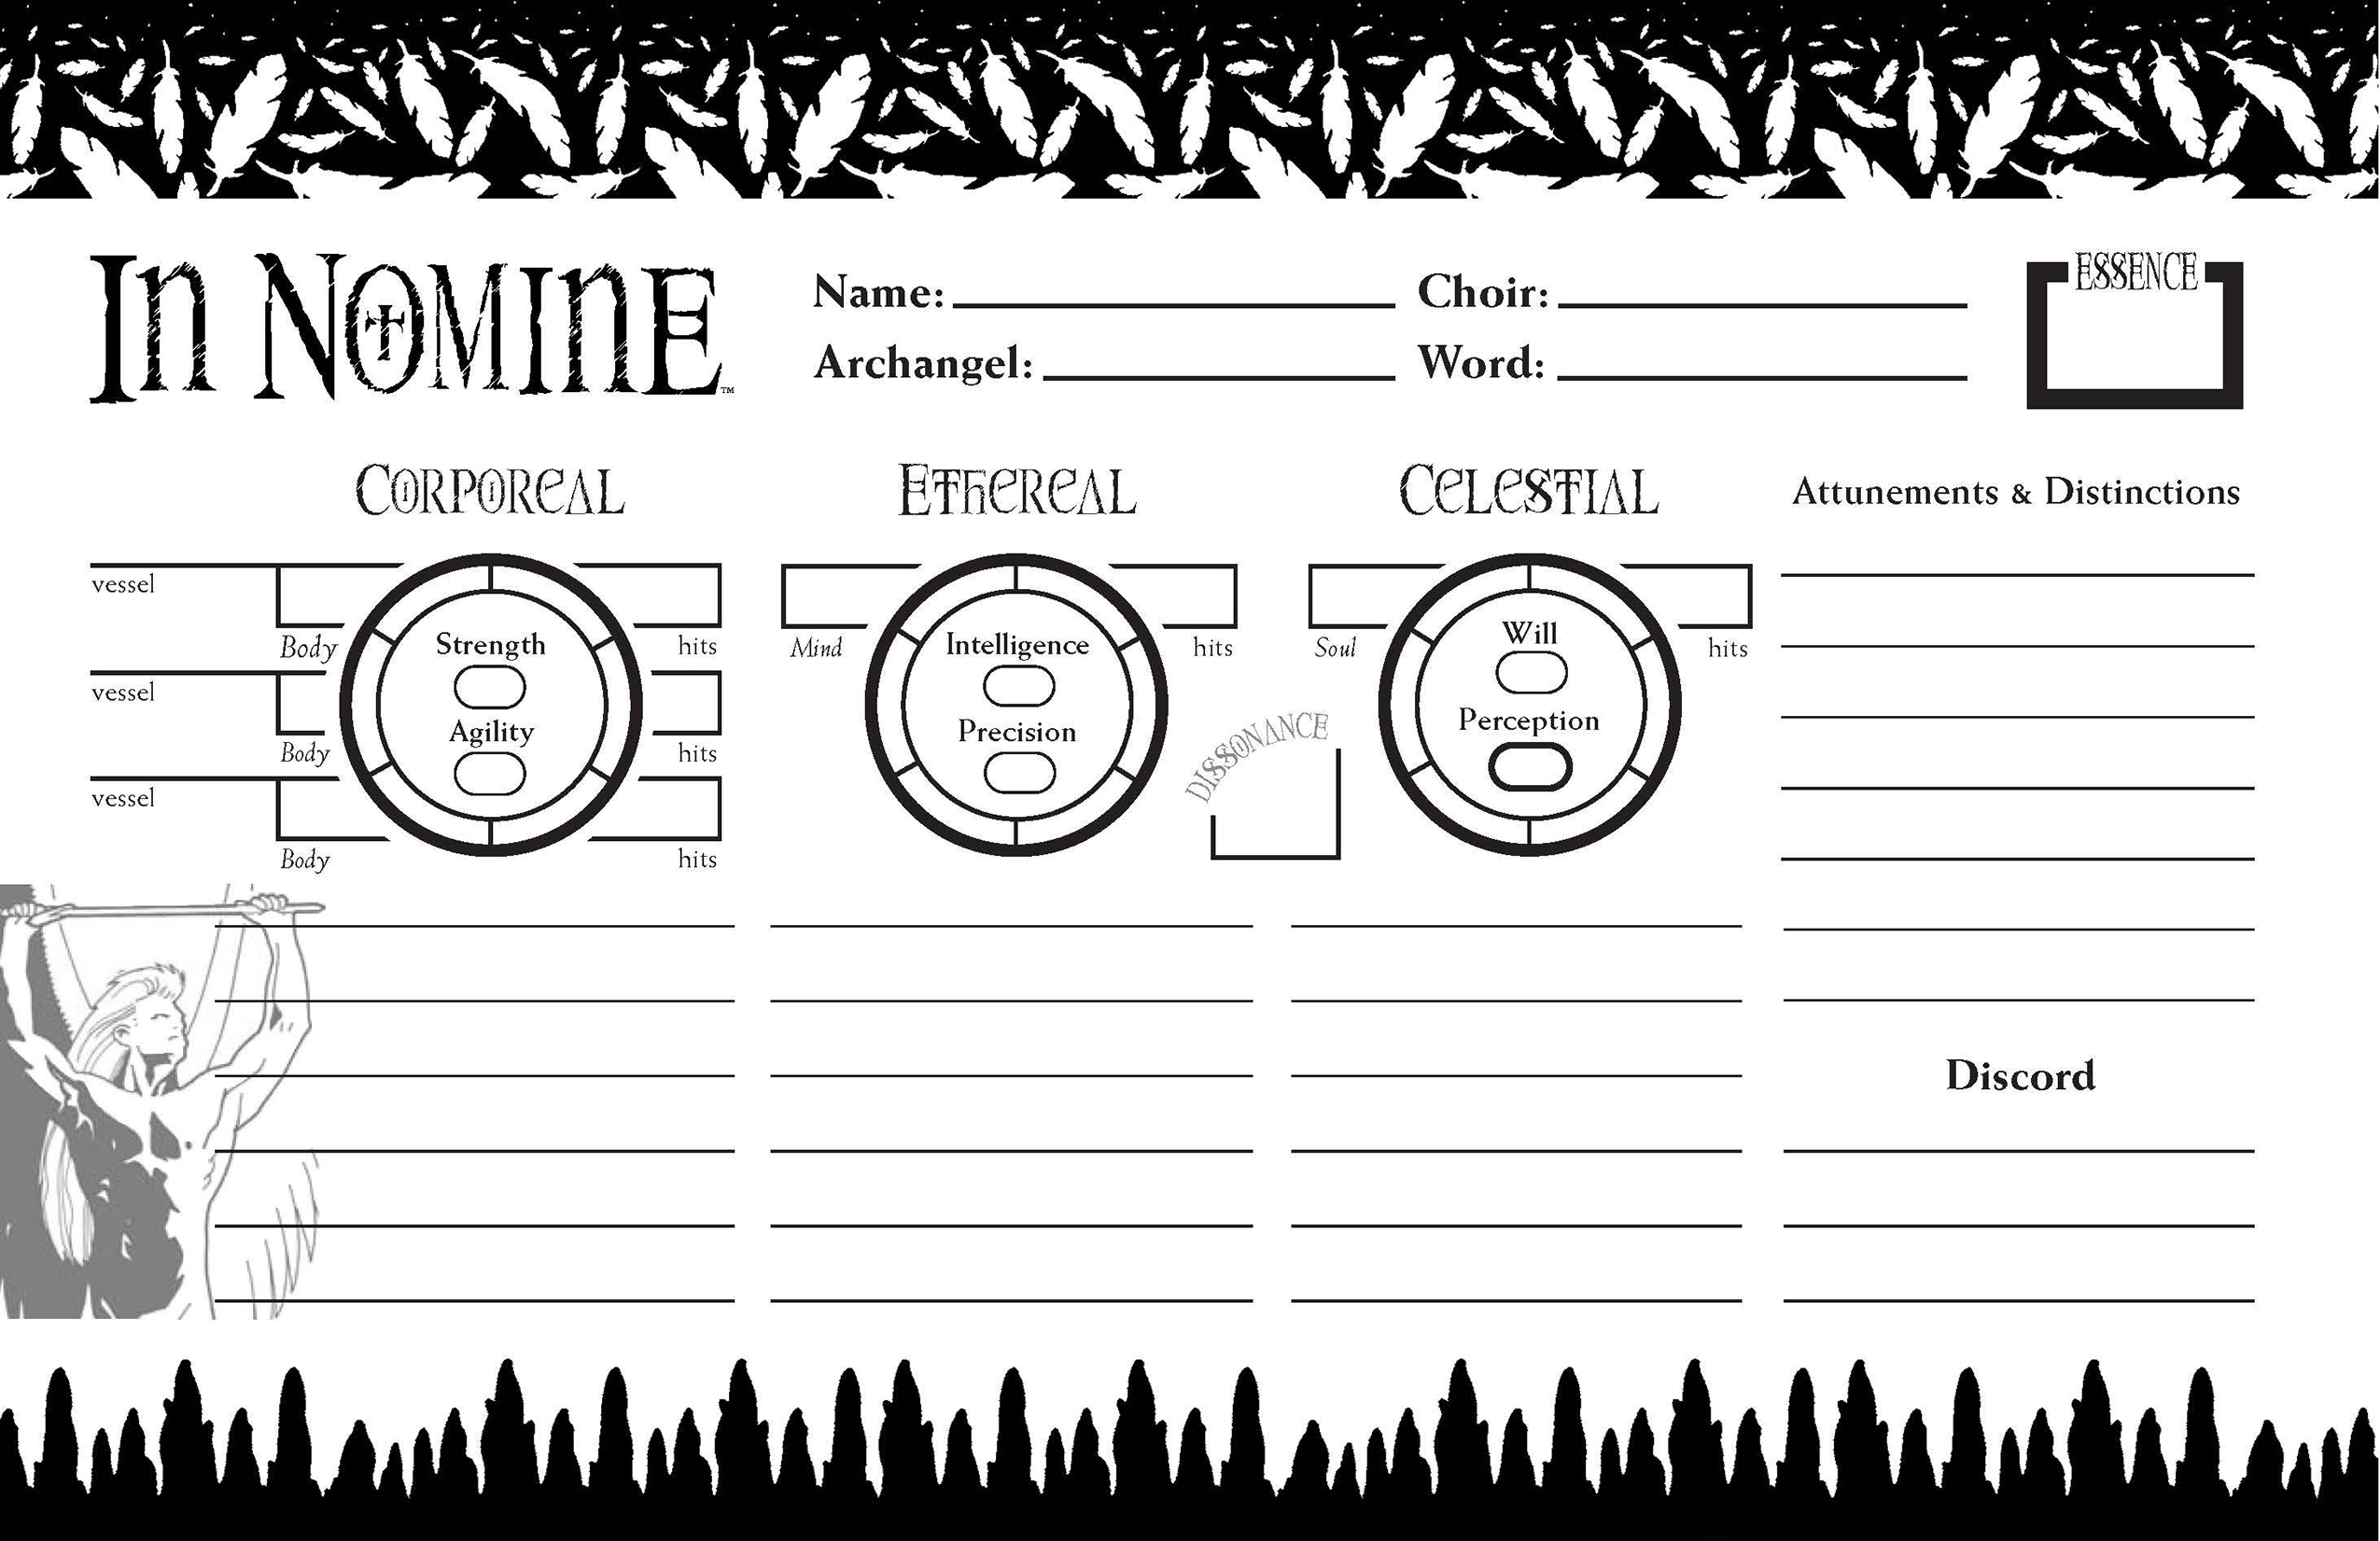 IN NOMINE™
Name: Choir:
Archangel: Word:
ESSENCE
CORPOREAL
ETHEREAL
CELESTIAL
Attunements & Distinctions
vessel
Body
Strength
hits
vessel
Body
Agility
hits
vessel
Body
hits
Mind
Intelligence
hits
Precision
DISSONANCE
Soul
Will
hits
Perception
Discord